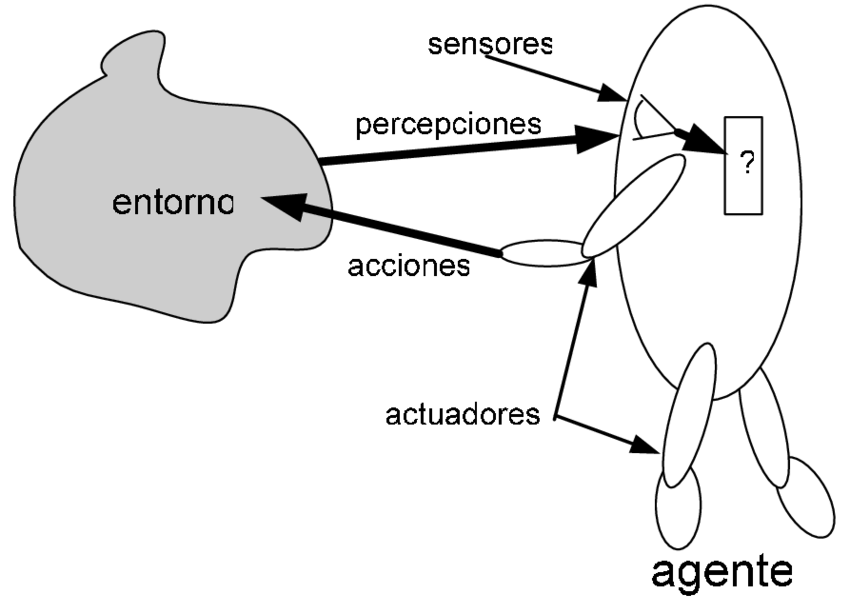 sensores
percepciones
?
entorno
acciones
actuadores
agente